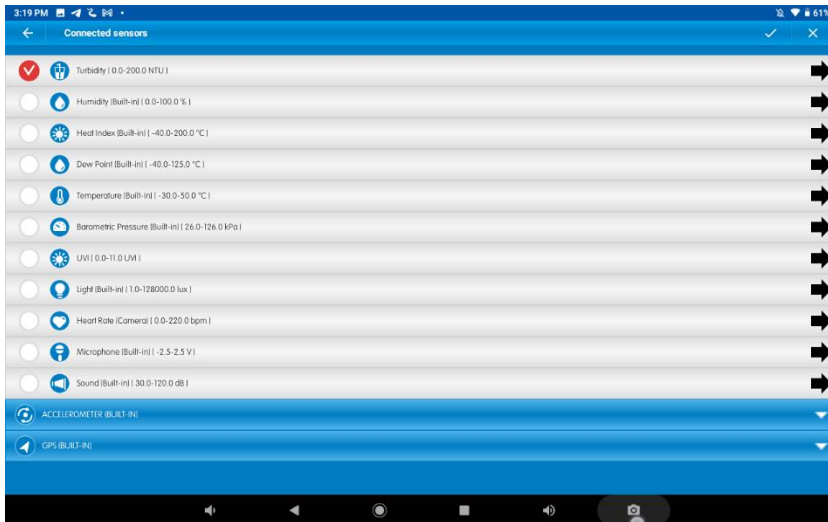 3:19 PM 61%
Connected sensors
Turbidity ( 0.0-200.0 NTU )
Humidity (Built-in) ( 0.0-100.0 % )
Heat Index (Built-in) ( -40.0-200.0 °C )
Dew Point (Built-in) ( -40.0-125.0 °C )
Temperature (Built-in) ( -30.0-50.0 °C )
Barometric Pressure (Built-in) ( 26.0-126.0 kPa )
UVI ( 0.0-11.0 UVI )
Light (Built-in) ( 1.0-128000.0 lux )
Heart Rate (Camera) ( 0.0-220.0 bpm )
Microphone (Built-in) ( -2.5-2.5 V )
Sound (Built-in) ( 30.0-120.0 dB )
ACCELEROMETER (BUILT-IN)
GPS (BUILT-IN)